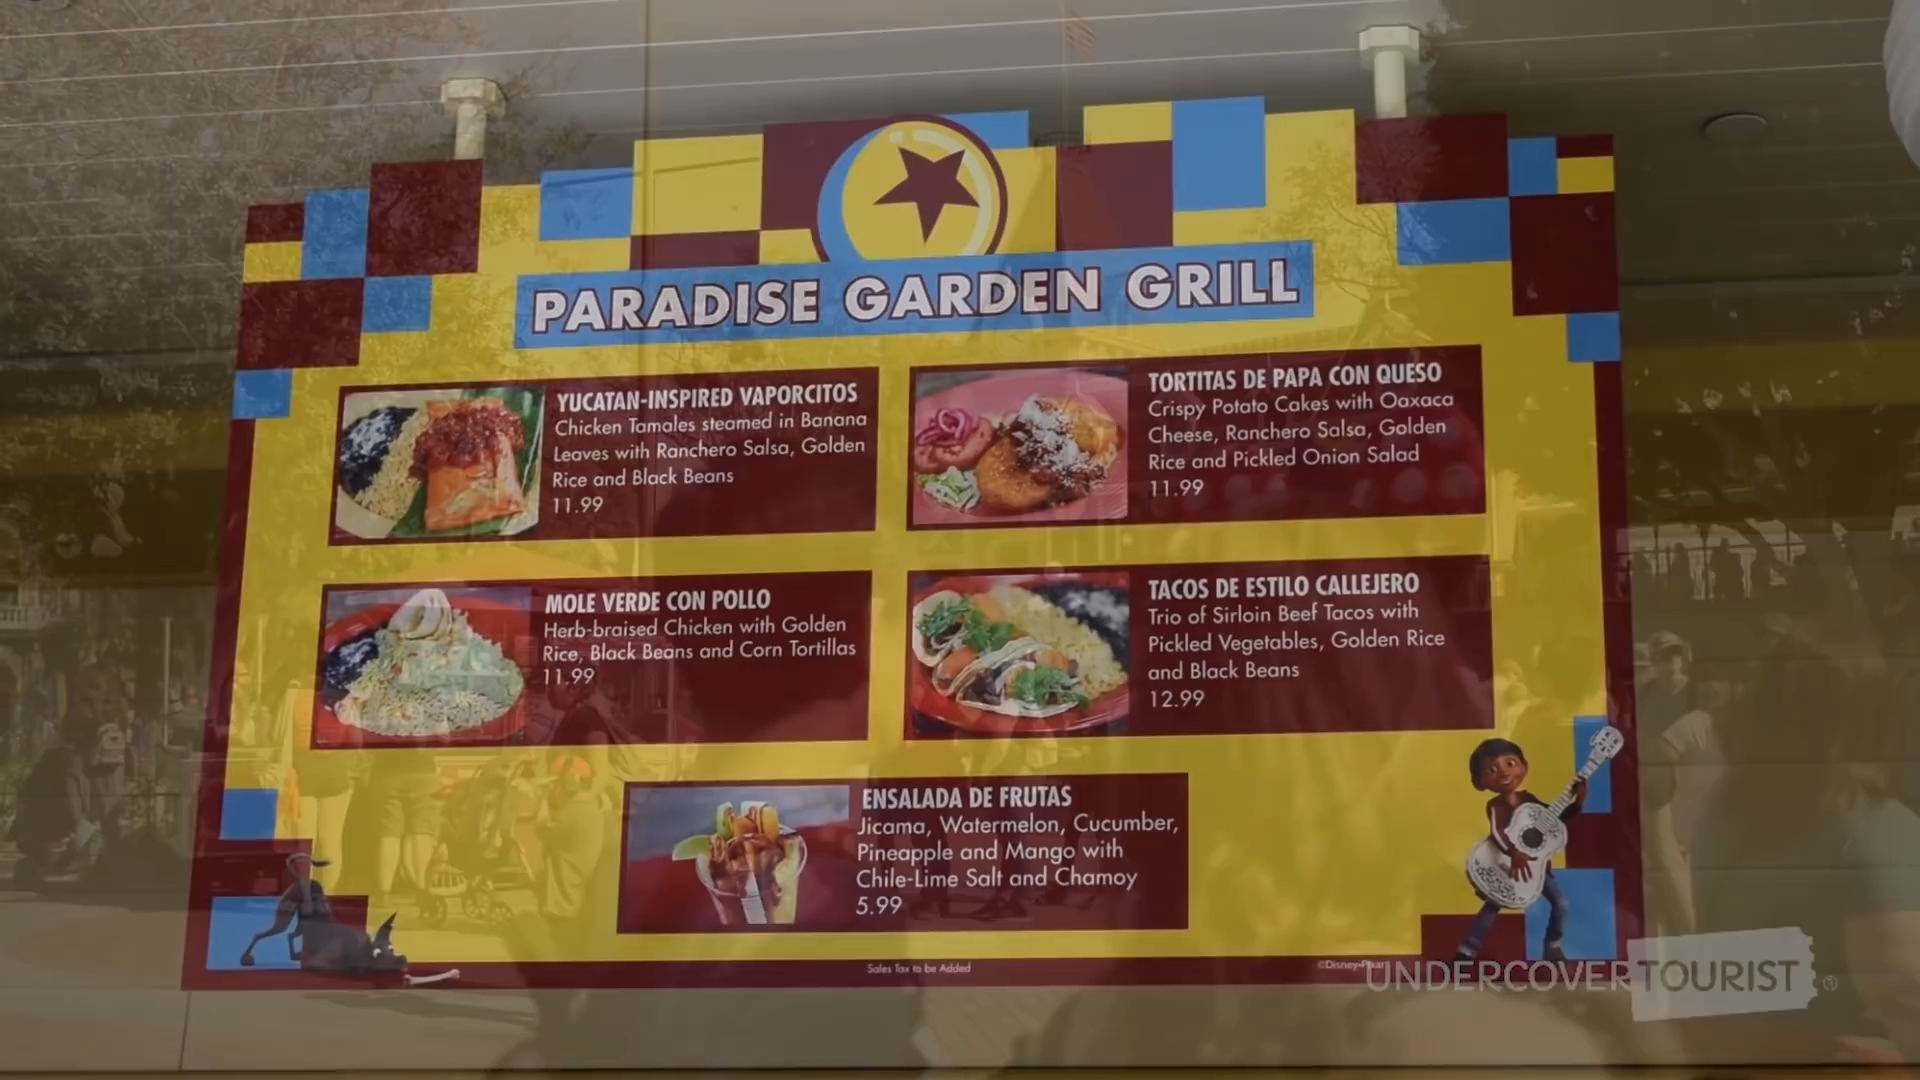 PARADISE GARDEN GRILL
YUCATAN-INSPIRED VAPORCITOS
Chicken Tamales steamed in Banana
Leaves with Ranchero Salsa, Golden
Rice and Black Beans
11.99
TORTITAS DE PAPA CON QUESO
Crispy Potato Cakes with Oaxaca
Cheese, Ranchero Salsa, Golden
Rice and Pickled Onion Salad
11.99
MOLE VERDE CON POLLO
Herb-braised Chicken with Golden
Rice, Black Beans and Corn Tortillas
11.99
TACOS DE ESTILO CALLEJERO
Trio of Sirloin Beef Tacos with
Pickled Vegetables, Golden Rice
and Black Beans
12.99
ENSALADA DE FRUTAS
Jicama, Watermelon, Cucumber,
Pineapple and Mango with
Chile-Lime Salt and Chamoy
5.99
Sales Tax to be Added
©Disney•Pixar
UNDERCOVERTOURIST®